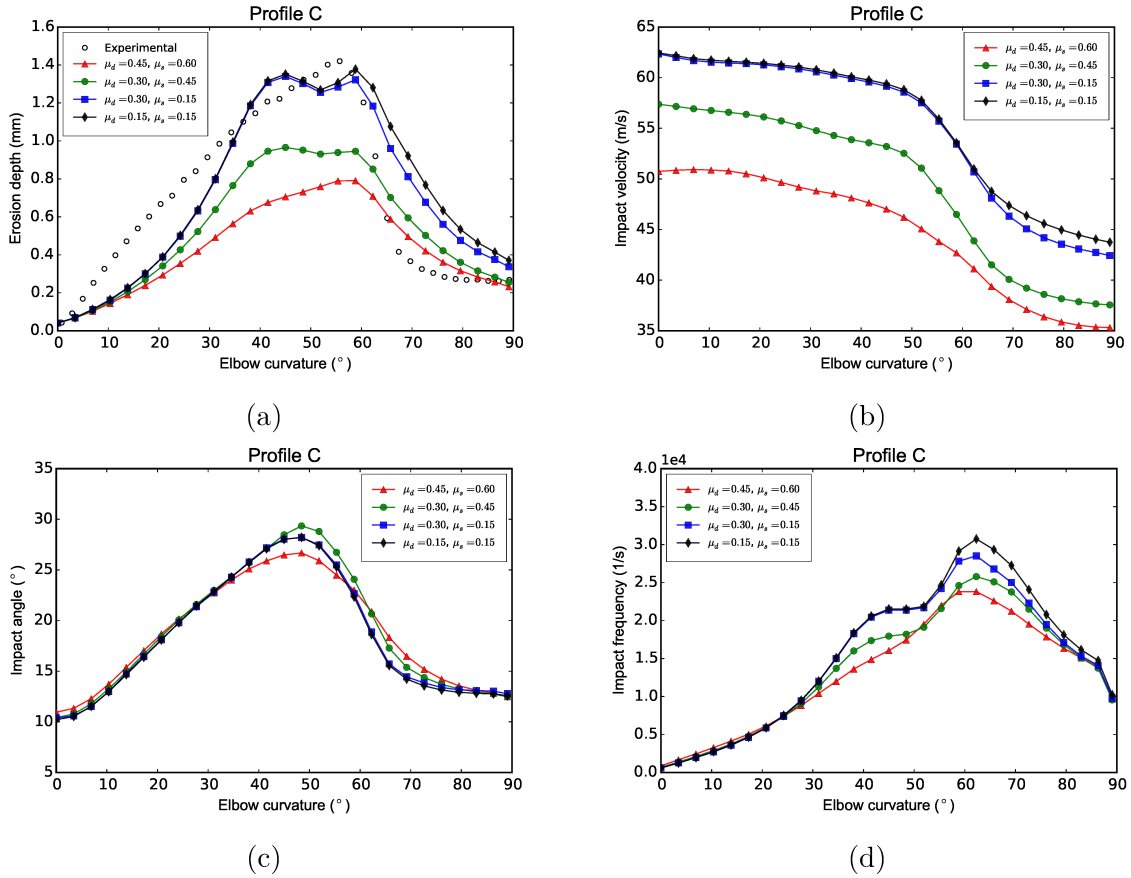 Profile C
1.6
1.4
1.2
1.0
0.8
0.6
0.4
0.2
0.0
Erosion depth (mm)
Experimental
μd =0.45, μs =0.60
μd =0.30, μs =0.45
μd =0.30, μs =0.15
μd =0.15, μs =0.15
0 10 20 30 40 50 60 70 80 90
Elbow curvature (°)
(a)
Profile C
65
60
55
50
45
40
35
Impact velocity (m/s)
μd =0.45, μs =0.60
μd =0.30, μs =0.45
μd =0.30, μs =0.15
μd =0.15, μs =0.15
0 10 20 30 40 50 60 70 80 90
Elbow curvature (°)
(b)
Profile C
35
30
25
20
15
10
5
Impact angle (°)
μd =0.45, μs =0.60
μd =0.30, μs =0.45
μd =0.30, μs =0.15
μd =0.15, μs =0.15
0 10 20 30 40 50 60 70 80 90
Elbow curvature (°)
(c)
Profile C
1e4
4.0
3.5
3.0
2.5
2.0
1.5
1.0
0.5
0.0
Impact frequency (1/s)
μd =0.45, μs =0.60
μd =0.30, μs =0.45
μd =0.30, μs =0.15
μd =0.15, μs =0.15
0 10 20 30 40 50 60 70 80 90
Elbow curvature (°)
(d)